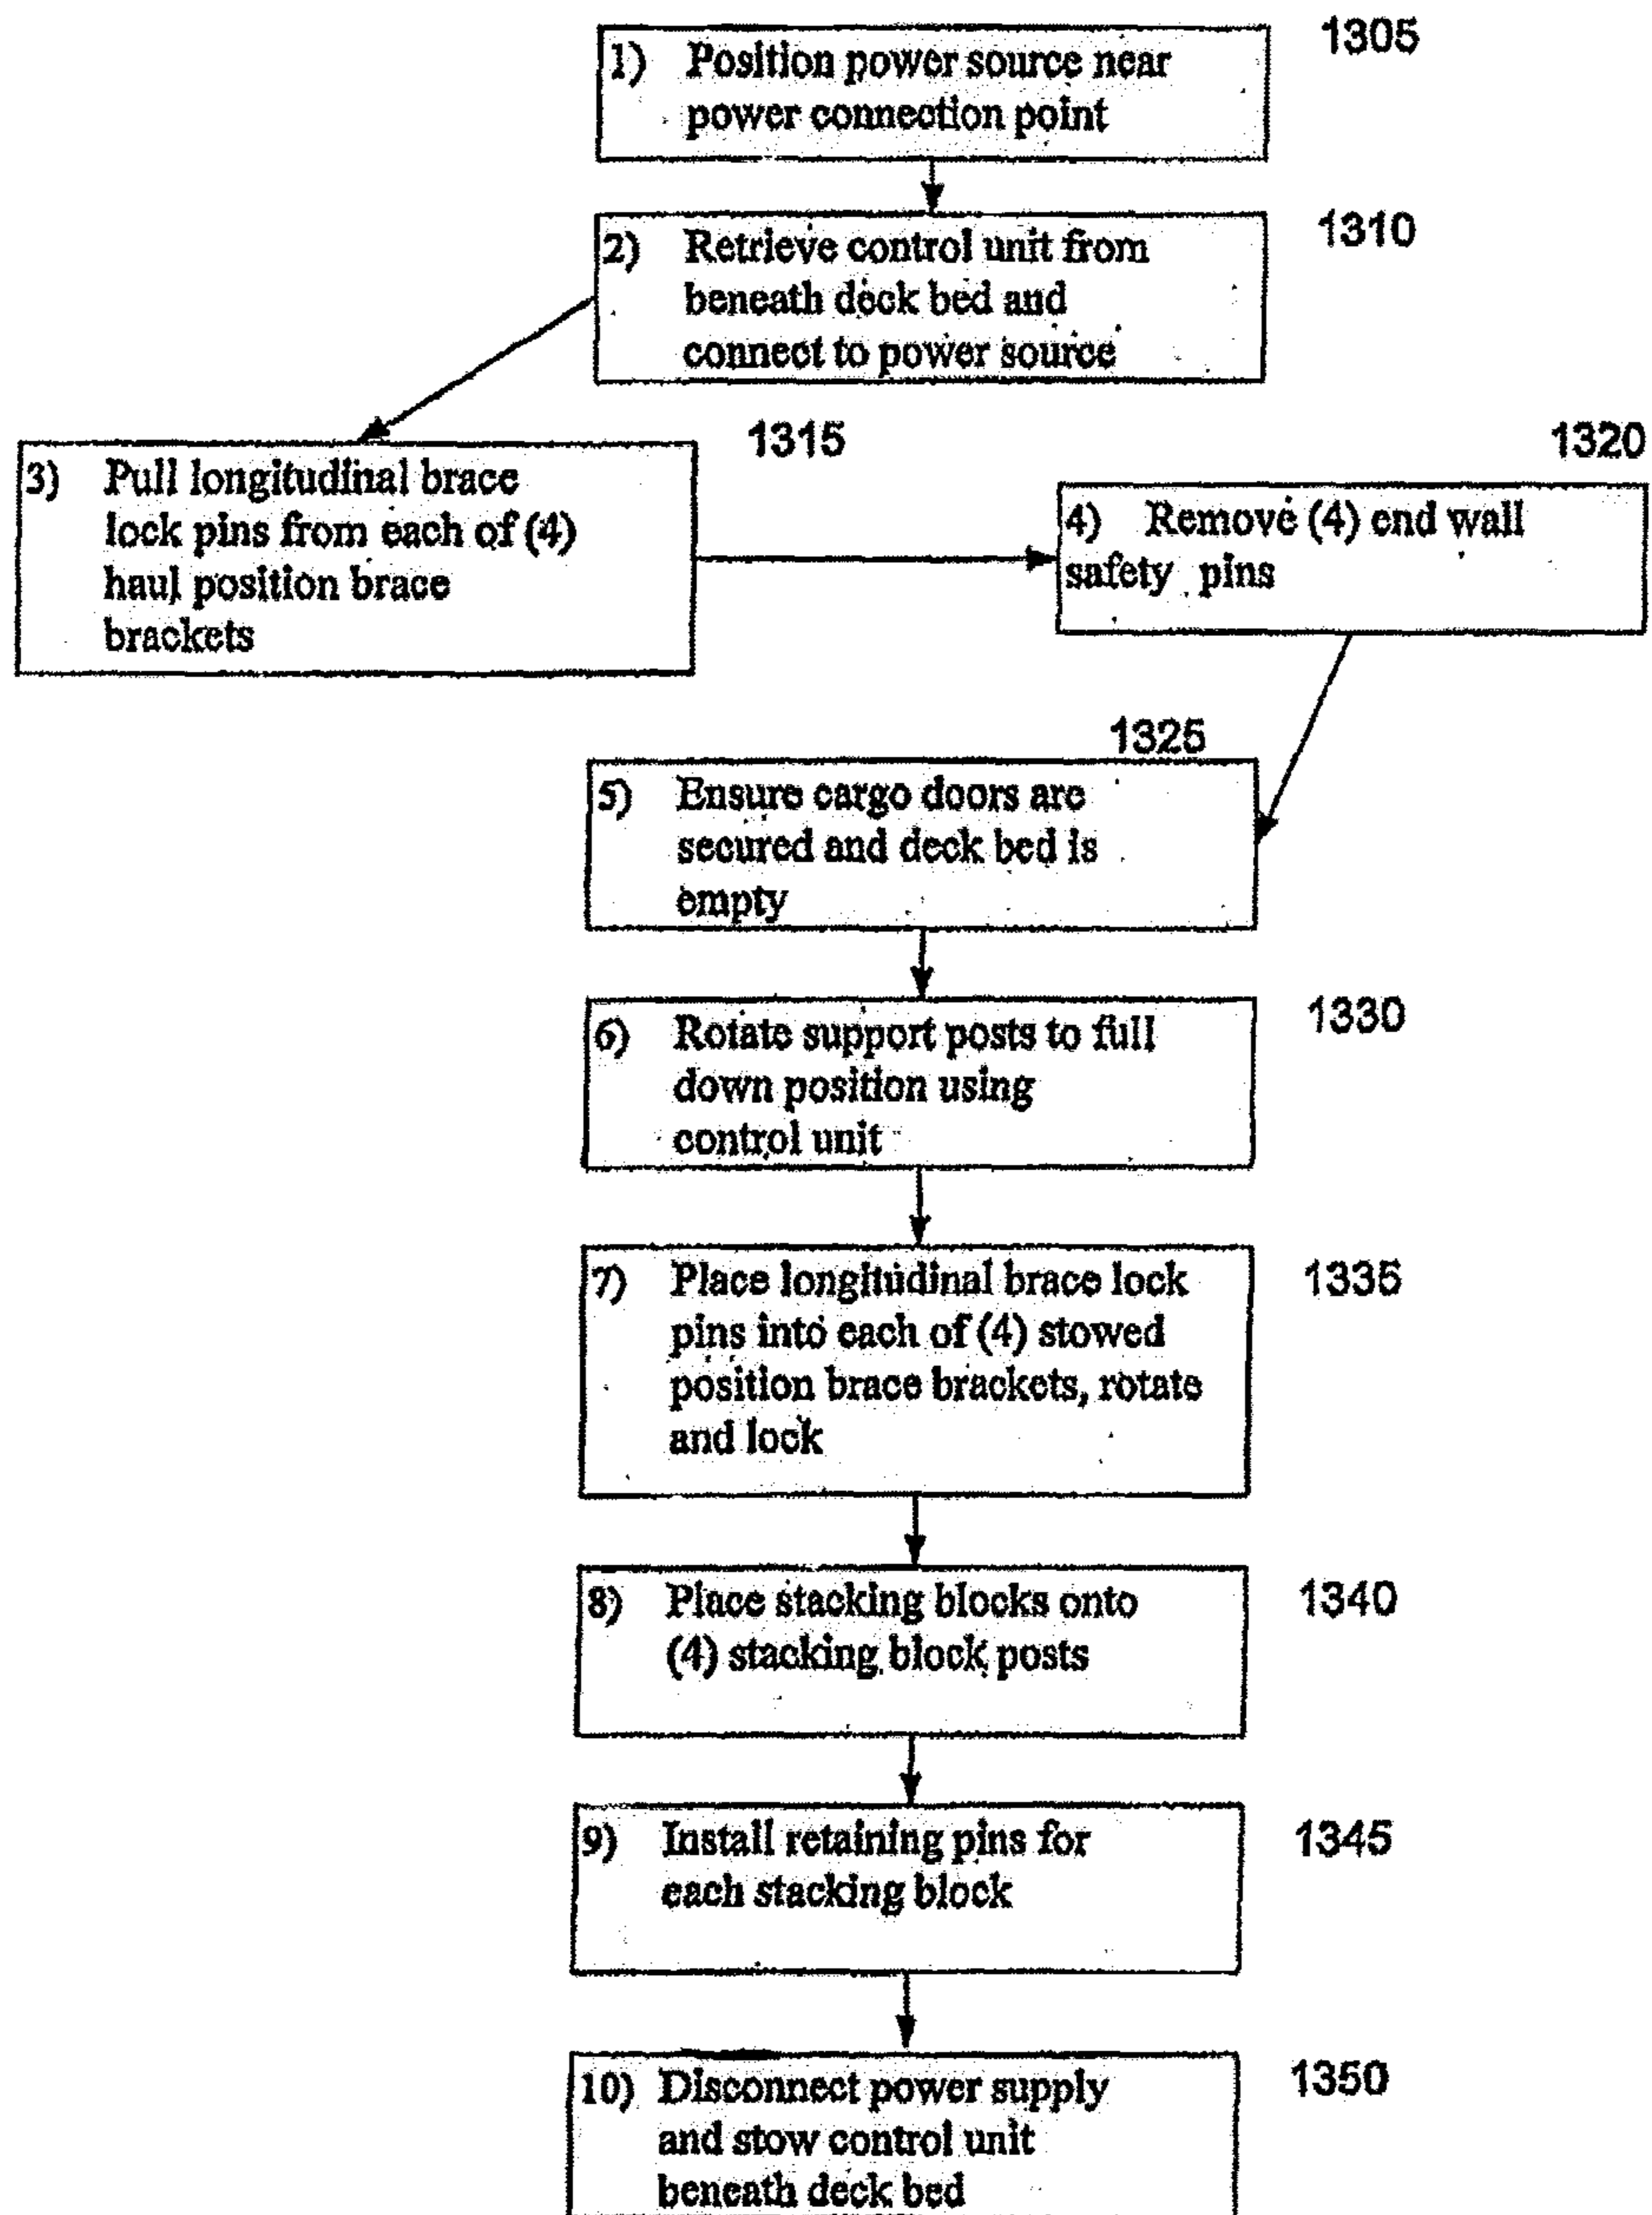 1305
1) Position power source near
power connection point
1310
2) Retrieve control unit from
beneath deck bed and
connect to power source
1315
3) Pull longitudinal brace
lock pins from each of (4)
haul position brace
brackets
1320
4) Remove (4) end wall
safety pins
1325
5) Ensure cargo doors are
secured and deck bed is
empty
1330
6) Rotate support posts to full
down position using
control unit
1335
7) Place longitudinal brace lock
pins into each of (4) stowed
position brace brackets, rotate
and lock
1340
8) Place stacking blocks onto
(4) stacking block posts
1345
9) Install retaining pins for
each stacking block
1350
10) Disconnect power supply
and stow control unit
beneath deck bed